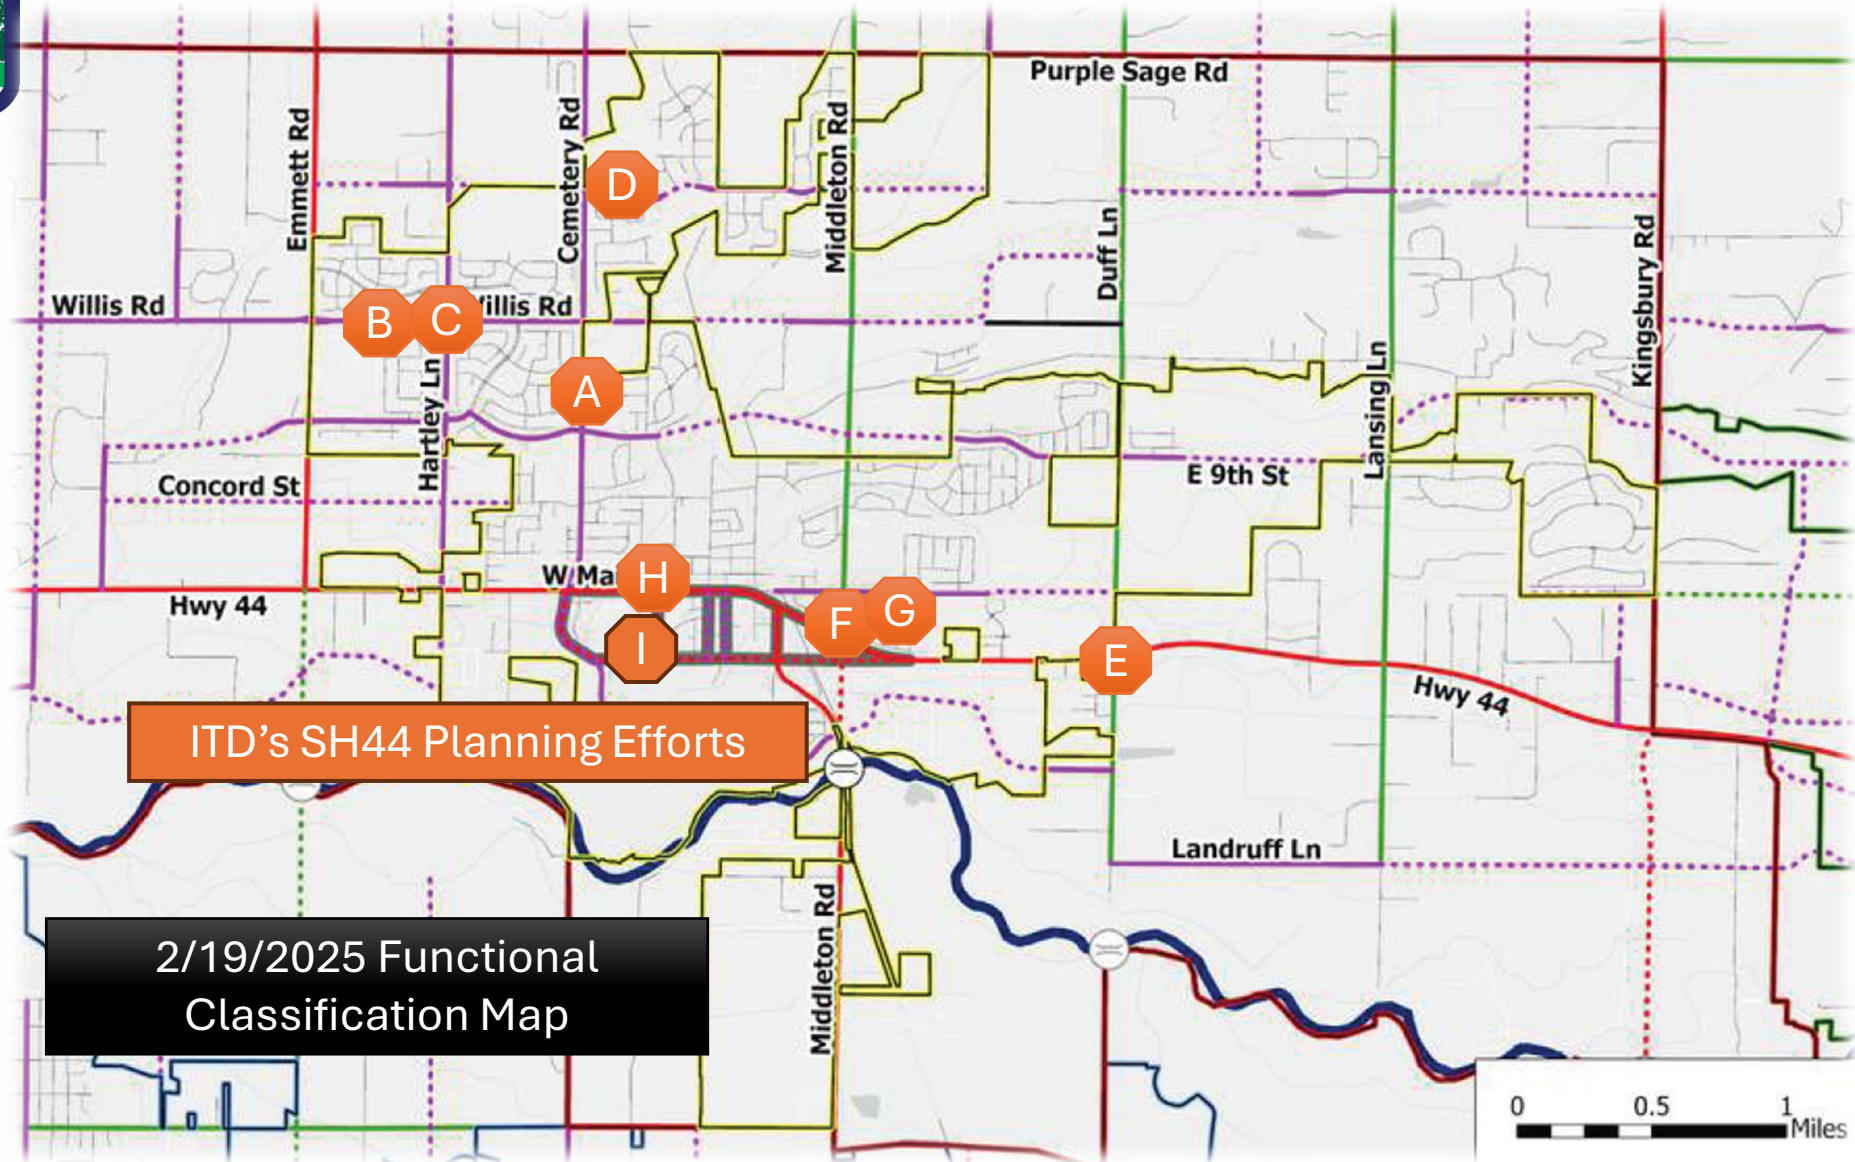 Purple Sage Rd
Emmett Rd
Cemetery Rd
Middleton Rd
D
Duff Ln
Kingsbury Rd
Willis Rd
B
C
illis Rd
Hartley Ln
A
Lansing Ln
Concord St
E 9th St
W Ma
H
Hwy 44
F
G
I
E
Hwy 44
ITD’s SH44 Planning Efforts
Landruff Ln
Middleton Rd
2/19/2025 Functional
Classification Map
0 0.5 1
Miles